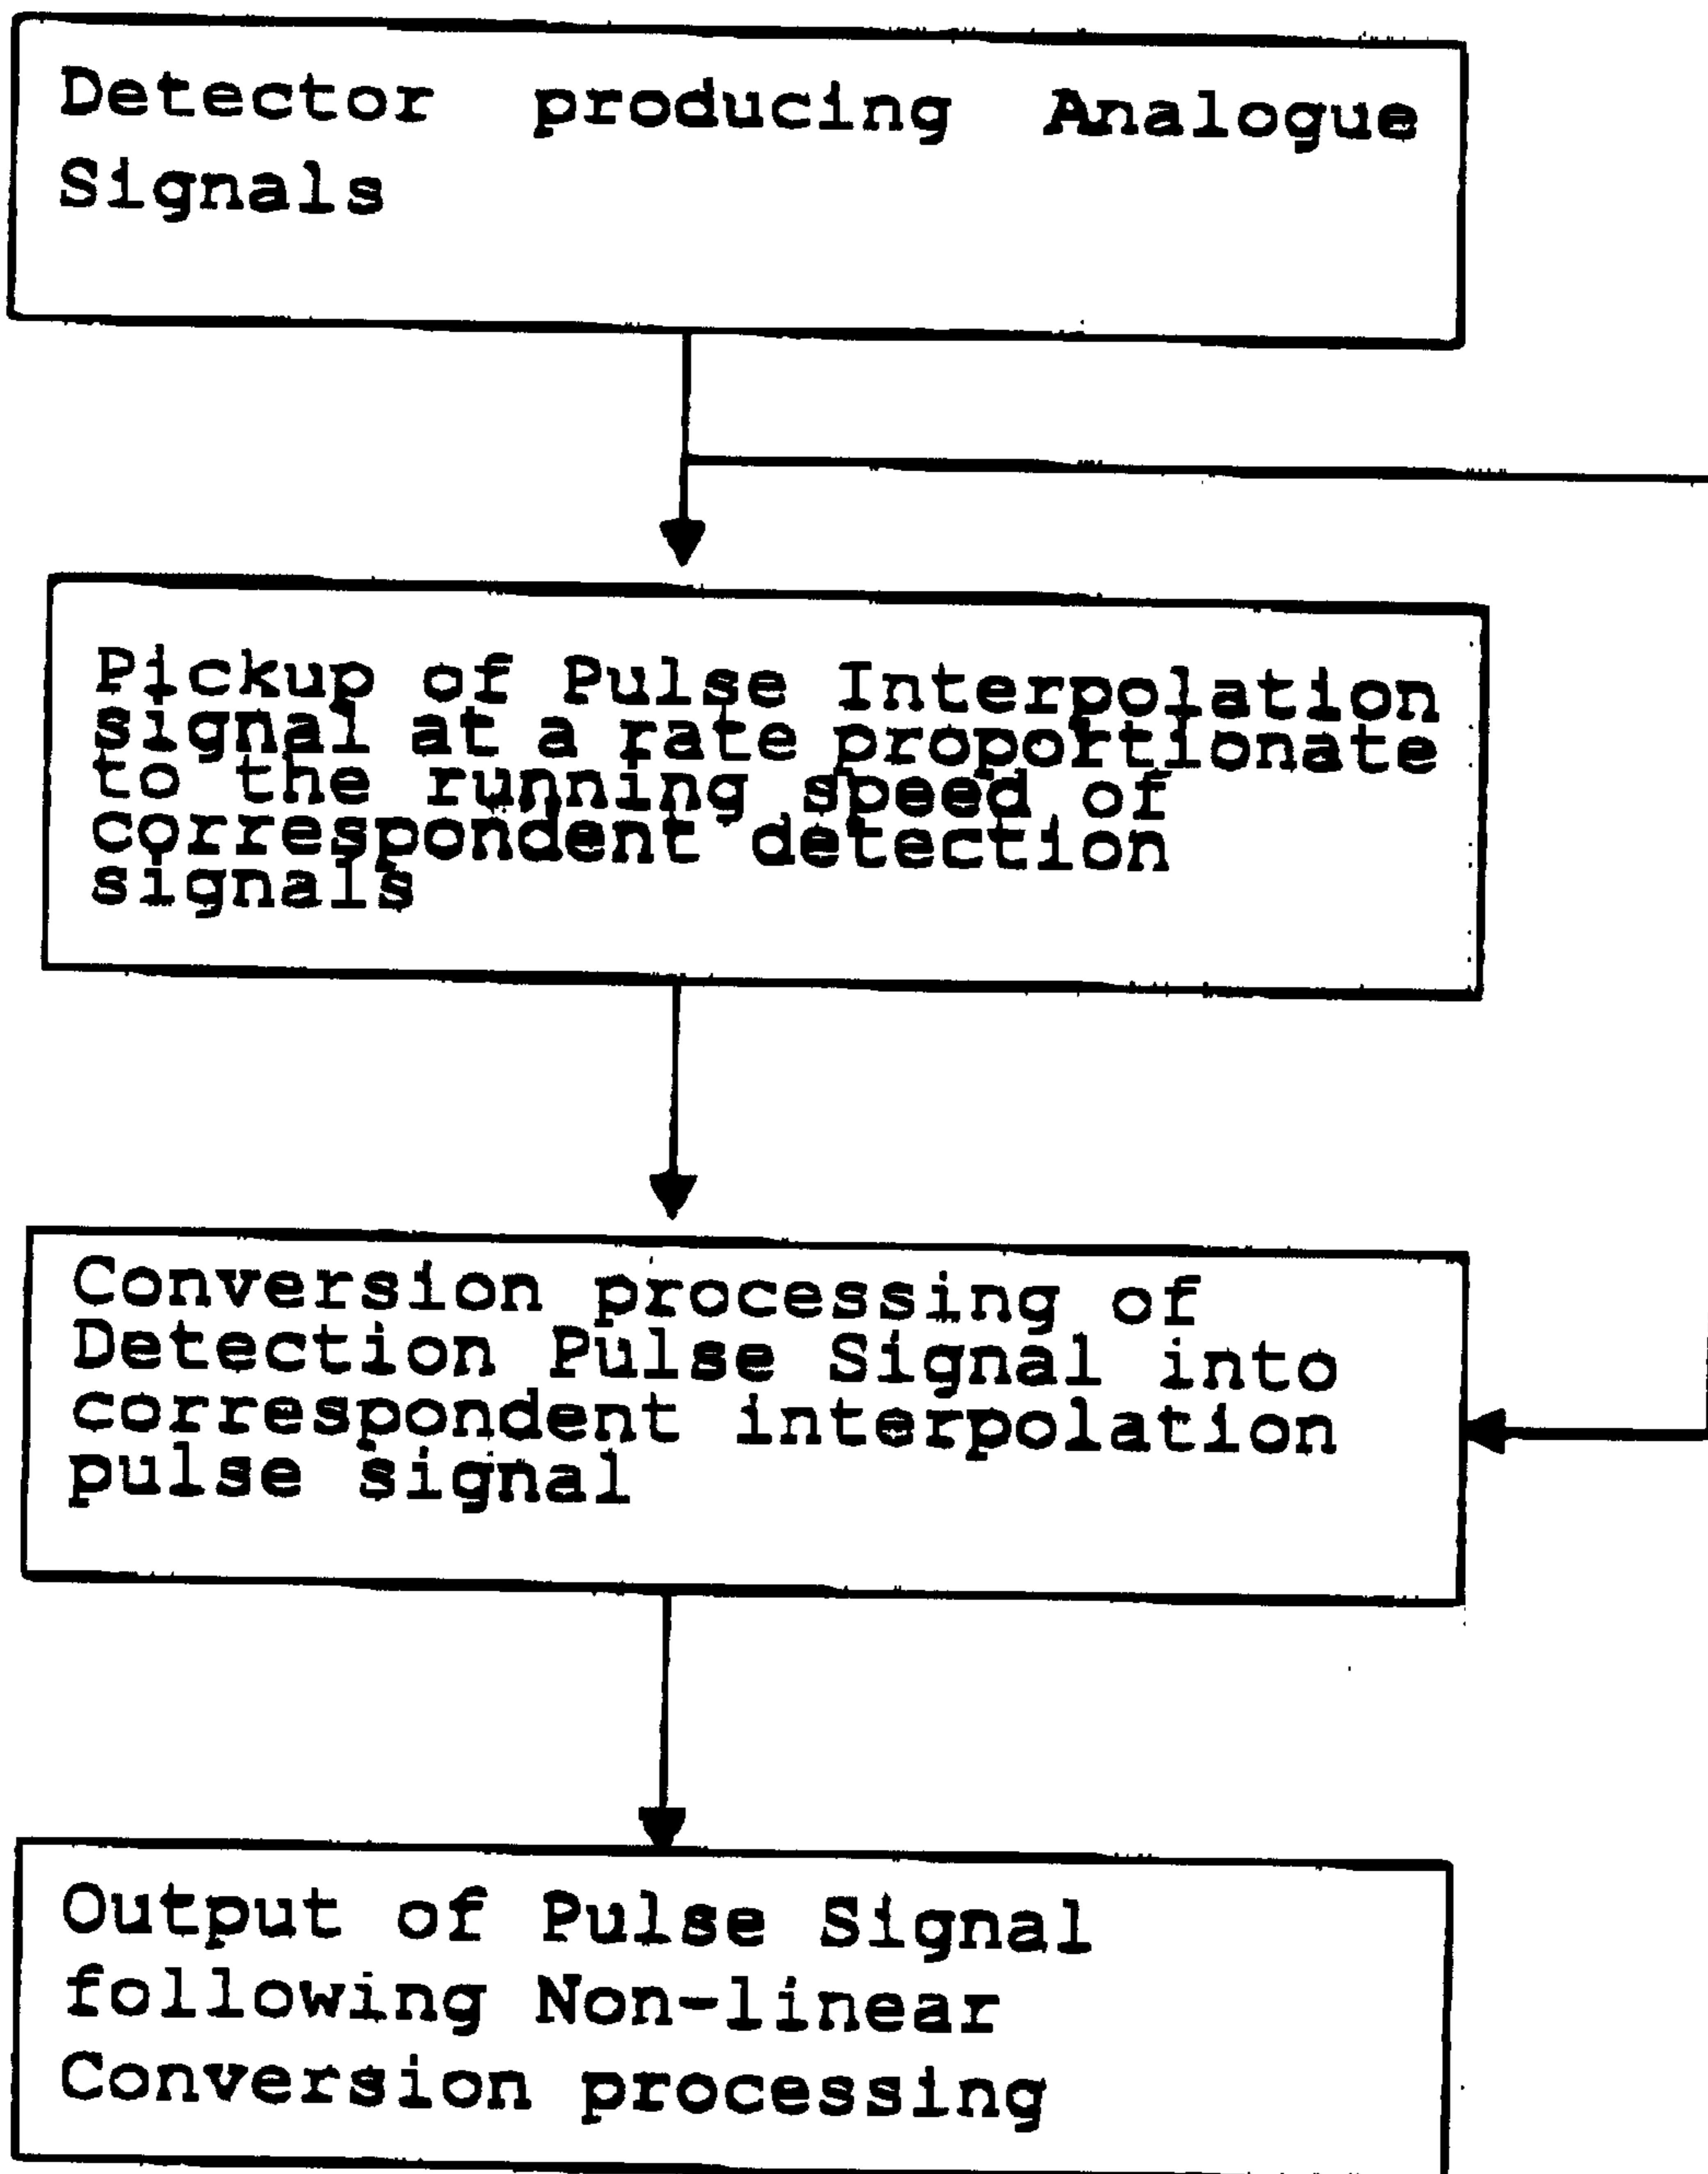 Detector producing Analogue
Signals
Pickup of Pulse Interpolation
signal at a rate proportionate
to the running speed of
correspondent detection
signals
Conversion processing of
Detection Pulse Signal into
correspondent interpolation
pulse signal
Output of Pulse Signal
following Non-linear
Conversion processing